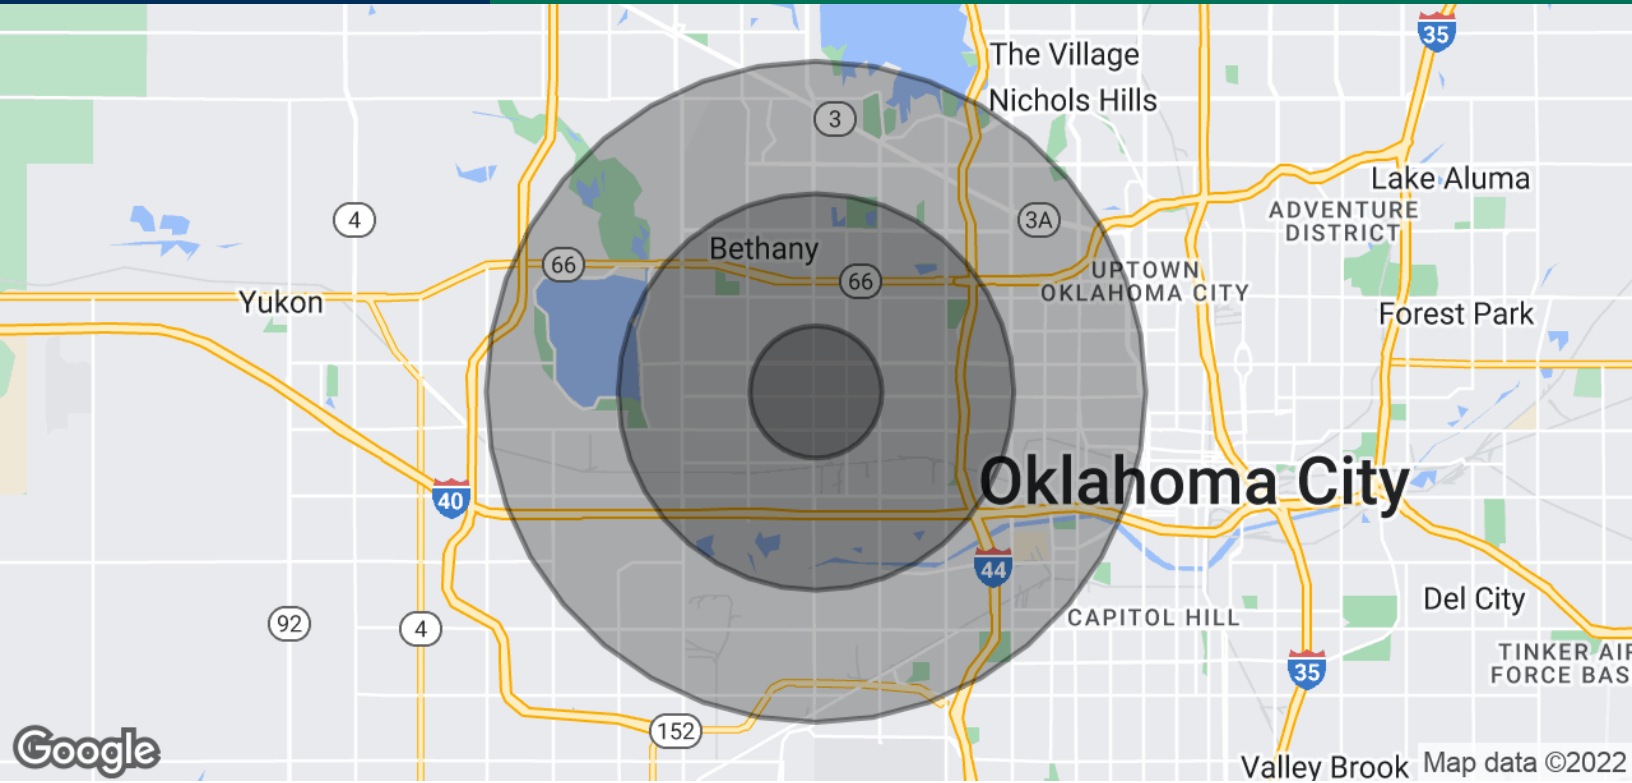 35
The Village
Nichols Hills
3
Lake Aluma
4
3A
ADVENTURE
DISTRICT
Bethany
66
66
UPTOWN
OKLAHOMA CITY
Yukon
Forest Park
Oklahoma City
40
44
Del City
CAPITOL HILL
92
4
TINKER AIR
FORCE BAS
35
152
Google
Valley Brook
Map data ©2022